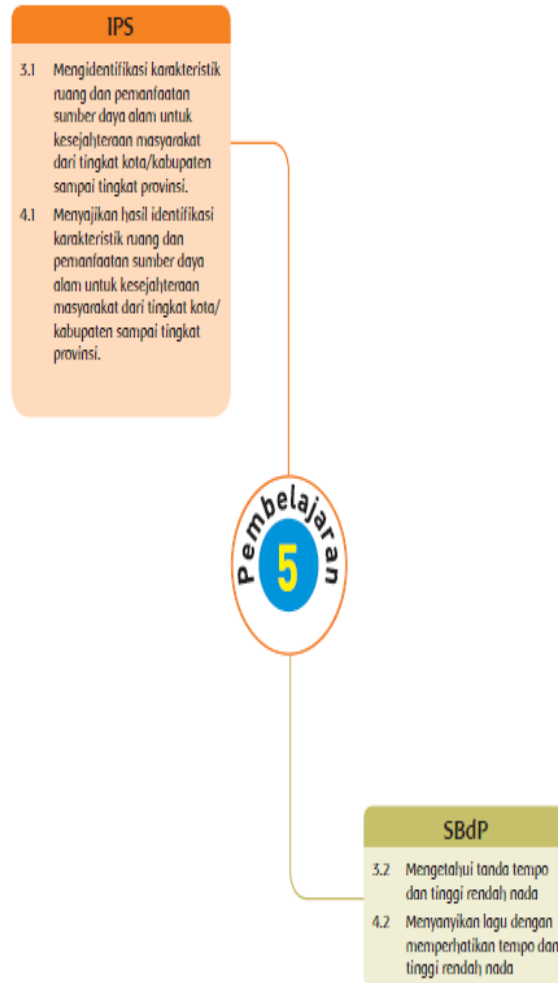 IPS
3.1 Mengidentifikasi karakteristik
ruang dan pemanfaatan
sumber daya alam untuk
kesejahteraan masyarakat
dari tingkat kota/kabupaten
sampai tingkat provinsi.
4.1 Menyajikan hasil identifikasi
karakteristik ruang dan
pemanfaatan sumber daya
alam untuk kesejahteraan
masyarakat dari tingkat kota/
kabupaten sampai tingkat
provinsi.
Pembelajaran
5
SBdP
3.2 Mengetahui tanda tempo
dan tinggi rendah nada
4.2 Menyanyikan lagu dengan
memperhatikan tempo dan
tinggi rendah nada